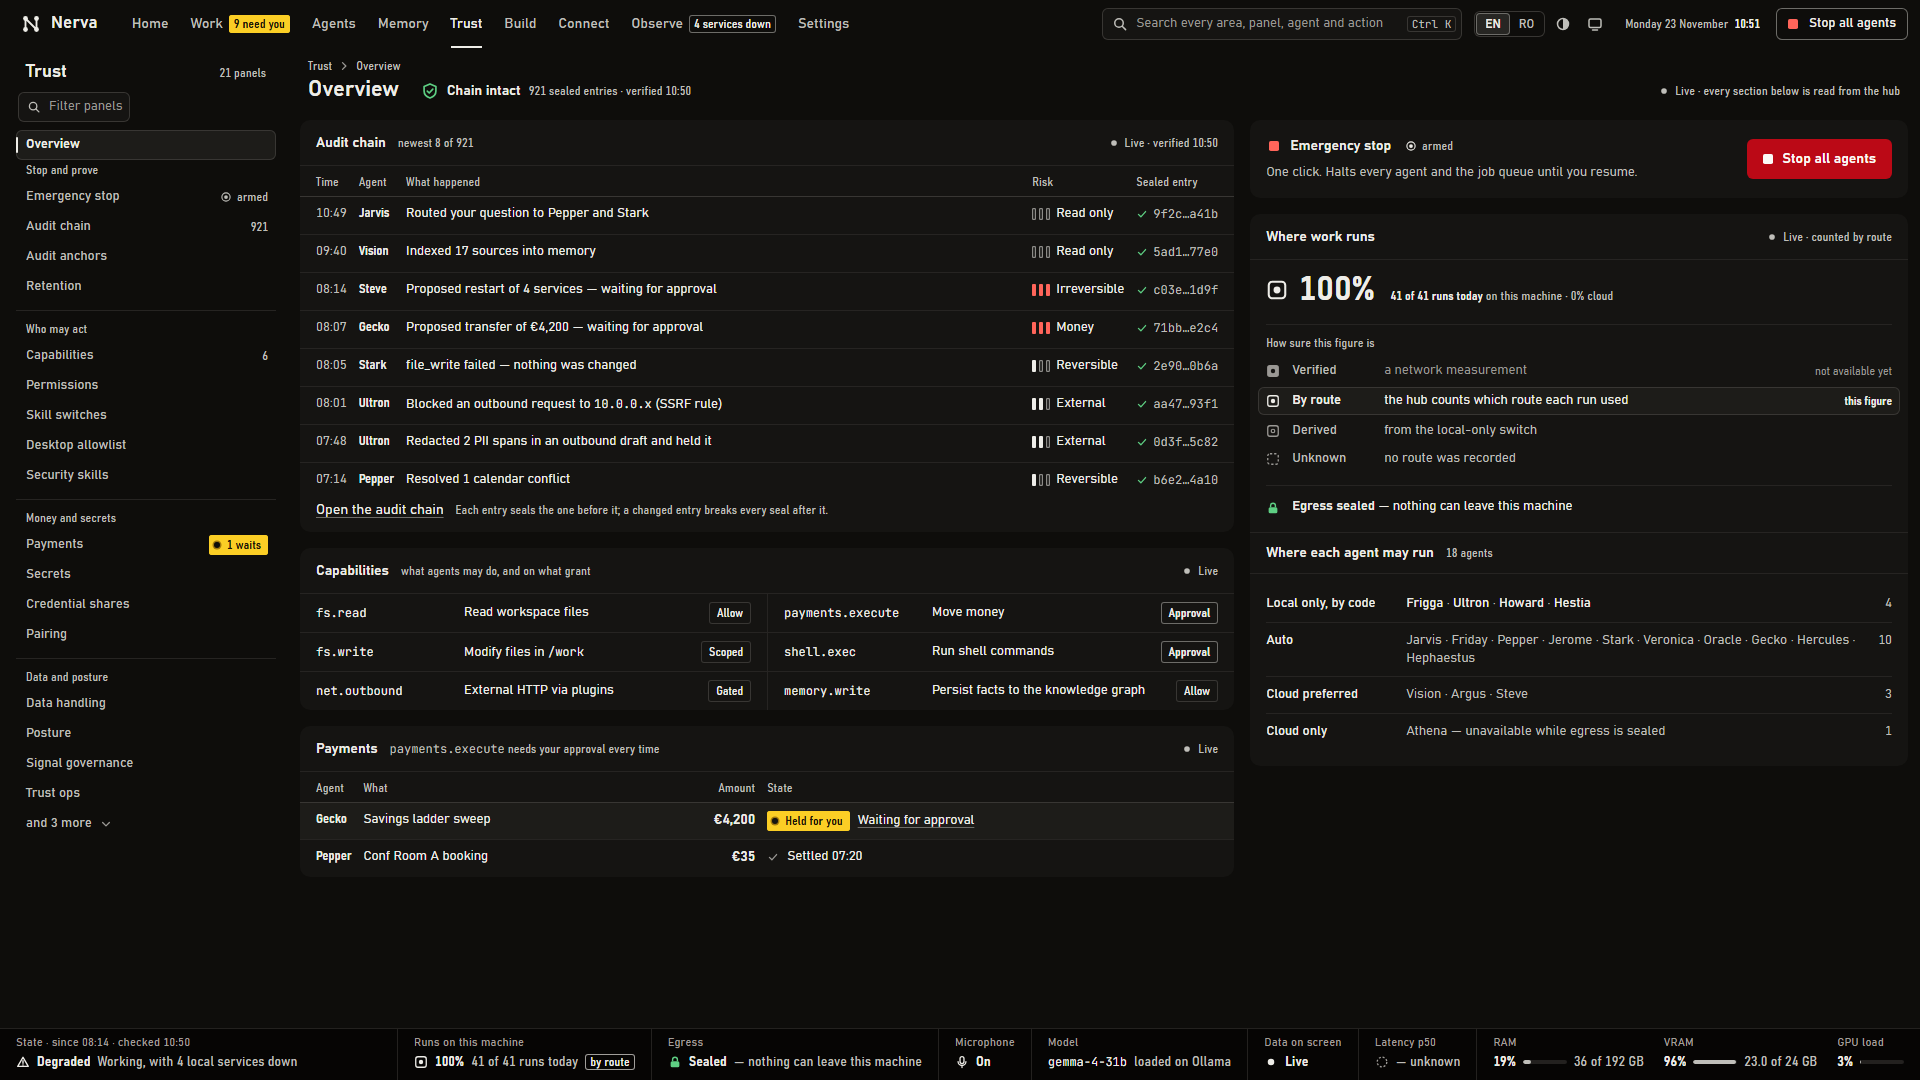 Nerva Home Work 9 need you Agents Memory Trust Build Connect Observe 4 services down Settings Search every area, panel, agent and action Ctrl K EN RO Monday 23 November 10:51 Stop all agents
Trust 21 panels
Filter panels
Overview
Stop and prove
Emergency stop armed
Audit chain 921
Audit anchors
Retention
Who may act
Capabilities 6
Permissions
Skill switches
Desktop allowlist
Security skills
Money and secrets
Payments 1 waits
Secrets
Credential shares
Pairing
Data and posture
Data handling
Posture
Signal governance
Trust ops
and 3 more
Trust > Overview
Overview Chain intact 921 sealed entries · verified 10:50
Live · every section below is read from the hub
Audit chain newest 8 of 921 Live · verified 10:50
Time Agent What happened Risk Sealed entry
10:49 Jarvis Routed your question to Pepper and Stark Read only 9f2c…a41b
09:40 Vision Indexed 17 sources into memory Read only 5ad1…77e0
08:14 Steve Proposed restart of 4 services — waiting for approval Irreversible c03e…1d9f
08:07 Gecko Proposed transfer of €4,200 — waiting for approval Money 71bb…e2c4
08:05 Stark file_write failed — nothing was changed Reversible 2e90…0b6a
08:01 Ultron Blocked an outbound request to 10.0.0.x (SSRF rule) External aa47…93f1
07:48 Ultron Redacted 2 PII spans in an outbound draft and held it External 0d3f…5c82
07:14 Pepper Resolved 1 calendar conflict Reversible b6e2…4a10
Open the audit chain Each entry seals the one before it; a changed entry breaks every seal after it.
Capabilities what agents may do, and on what grant Live
fs.read Read workspace files Allow payments.execute Move money Approval
fs.write Modify files in /work Scoped shell.exec Run shell commands Approval
net.outbound External HTTP via plugins Gated memory.write Persist facts to the knowledge graph Allow
Payments payments.execute needs your approval every time Live
Agent What Amount State
Gecko Savings ladder sweep €4,200 Held for you Waiting for approval
Pepper Conf Room A booking €35 Settled 07:20
Emergency stop armed
One click. Halts every agent and the job queue until you resume.
Stop all agents
Where work runs Live · counted by route
100% 41 of 41 runs today on this machine · 0% cloud
How sure this figure is
Verified a network measurement not available yet
By route the hub counts which route each run used this figure
Derived from the local-only switch
Unknown no route was recorded
Egress sealed — nothing can leave this machine
Where each agent may run 18 agents
Local only, by code Frigga · Ultron · Howard · Hestia 4
Auto Jarvis · Friday · Pepper · Jerome · Stark · Veronica · Oracle · Gecko · Hercules · 10
Hephaestus
Cloud preferred Vision · Argus · Steve 3
Cloud only Athena — unavailable while egress is sealed 1
State · since 08:14 · checked 10:50
Degraded Working, with 4 local services down
Runs on this machine
100% 41 of 41 runs today by route
Egress
Sealed — nothing can leave this machine
Microphone
On
Model
gemma-4-31b loaded on Ollama
Data on screen
Live
Latency p50
— unknown
RAM
19% 36 of 192 GB
VRAM
96% 23.0 of 24 GB
GPU load
3%